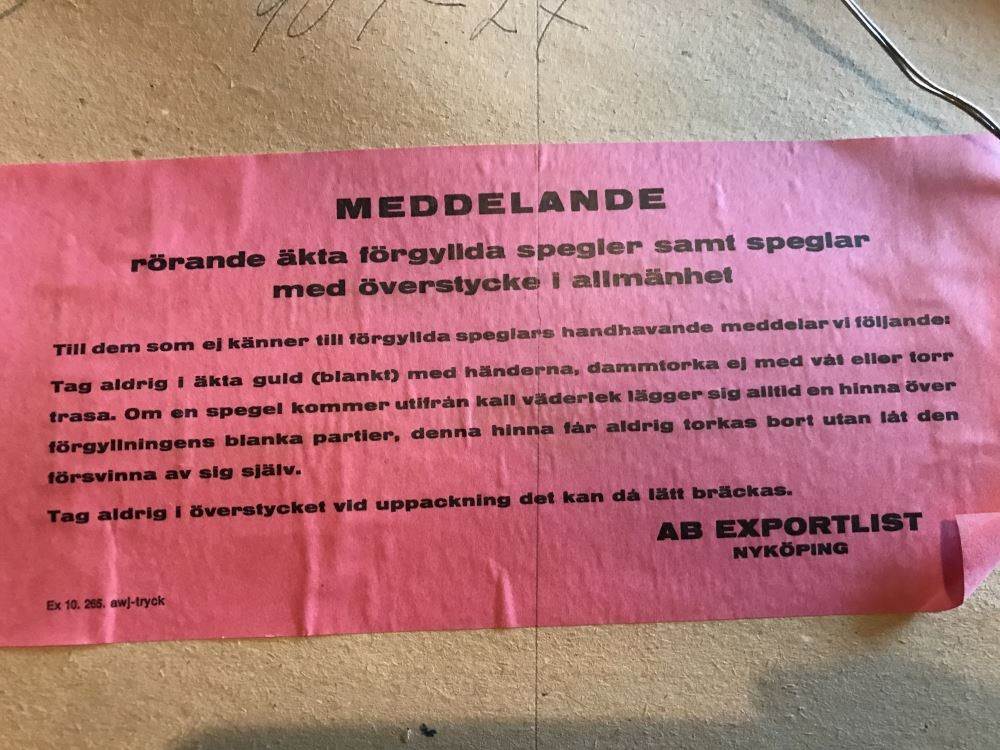 901-27
MEDDELANDE
rörande äkta förgyllda spegler samt speglar
med överstycke i allmänhet
Till dem som ej känner till förgyllda speglars handhavande meddelar vi följande:
Tag aldrig i äkta guld (blankt) med händerna, dammtorka ej med våt eller torr
trasa. Om en spegel kommer utifrån kall väderlek lägger sig alltid en hinna över
förgyllningens blanka partier, denna hinna får aldrig torkas bort utan låt den
försvinna av sig själv.
Tag aldrig i överstycket vid uppackning det kan då lätt bräckas.
AB EXPORTLIST
NYKÖPING
Ex 10. 265. awj-tryck